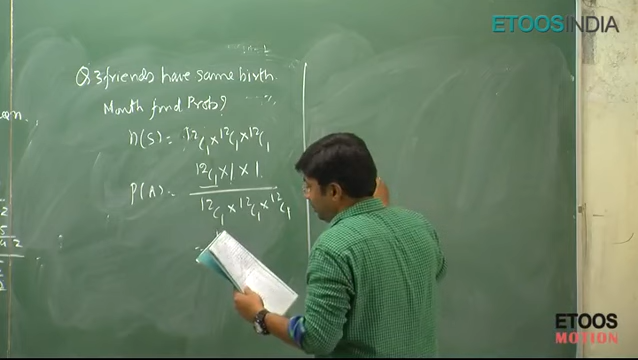 ETOOSINDIA
Q 3 friends have same birth
Month find Prob?
n(S) = ¹²C₁ × ¹²C₁ × ¹²C₁
P(A) = ¹²C₁ × 1 × 1
¹²C₁ × ¹²C₁ × ¹²C₁
ETOOS
MOTION